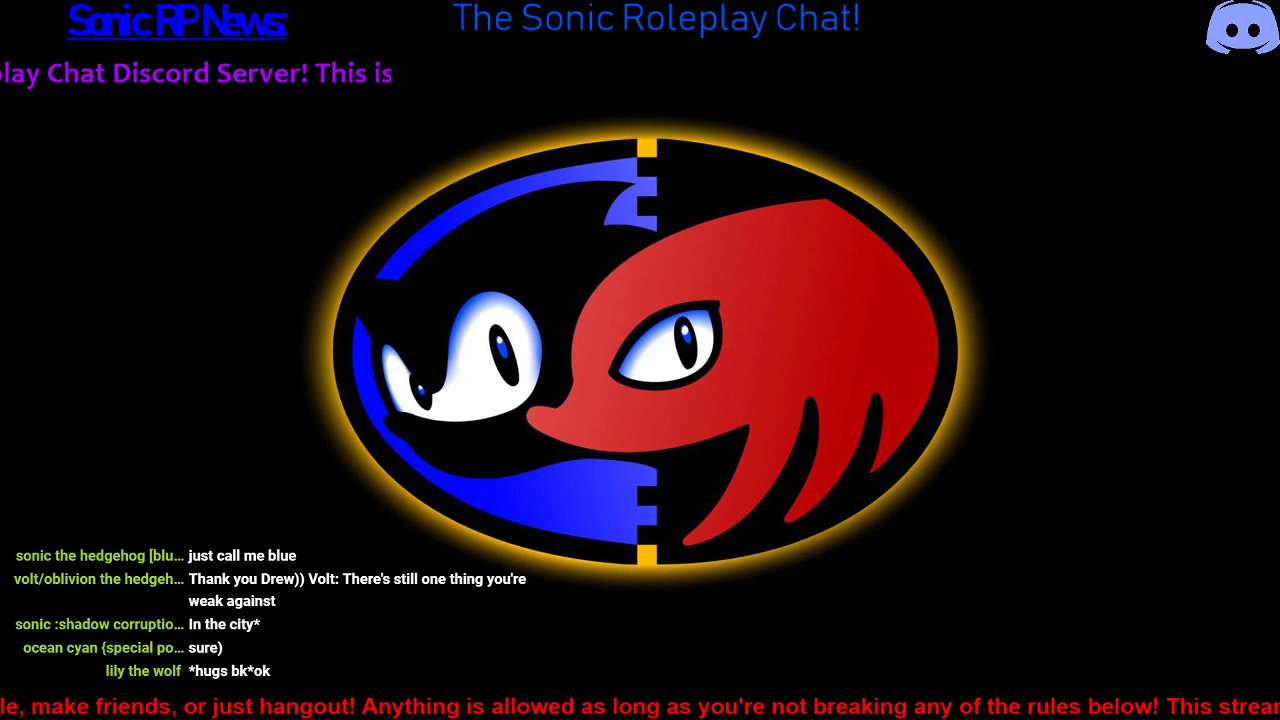 Sonic RP News:
The Sonic Roleplay Chat!
play Chat Discord Server! This is
sonic the hedgehog [blu... just call me blue
volt/oblivion the hedgeh... Thank you Drew)) Volt: There's still one thing you're
weak against
sonic :shadow corruptio... In the city*
ocean cyan {special po... sure)
lily the wolf *hugs bk*ok
le, make friends, or just hangout! Anything is allowed as long as you're not breaking any of the rules below! This strear